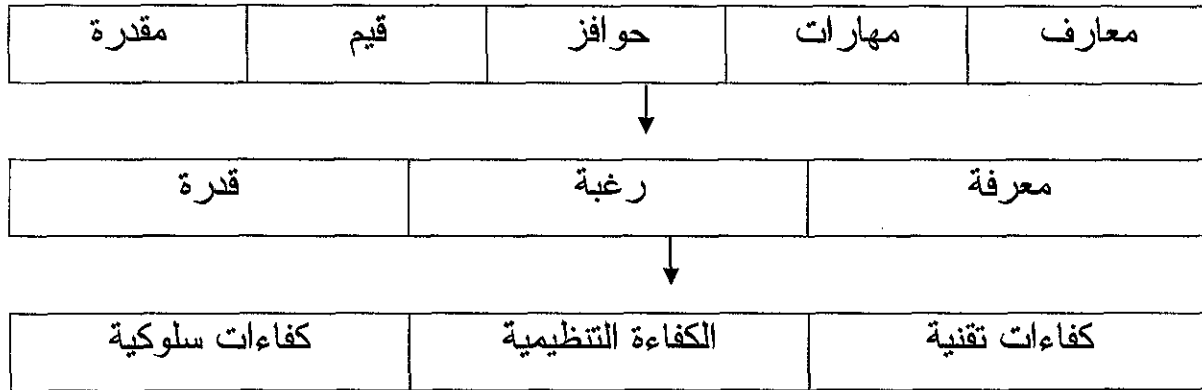 معارف مهارات حوافز قيم مقدرة
معرفة رغبة قدرة
كفاءات تقنية الكفاءة التنظيمية كفاءات سلوكية